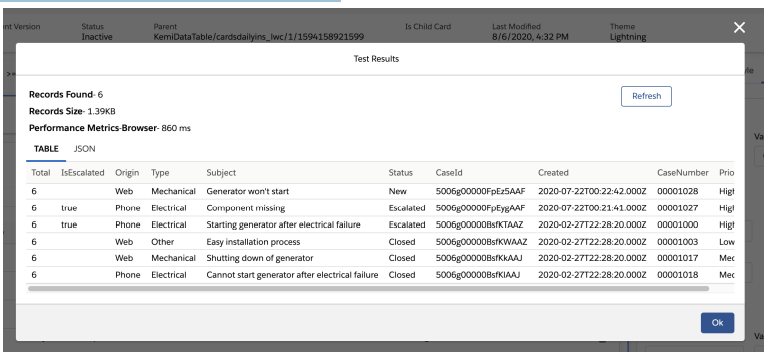 Version Status Parent Is Child Card Last Modified Theme
Inactive KemiDataTable/cardsdailyins_lwc/1/1594158921599 8/6/2020, 4:32 PM Lightning
Test Results
Records Found- 6
Refresh
Records Size- 1.39KB
Performance Metrics-Browser- 860 ms
TABLE JSON
Total IsEscalated Origin Type Subject Status CaseId Created CaseNumber Prio
6 Web Mechanical Generator won't start New 5006g00000FpEz5AAF 2020-07-22T00:22:42.000Z 00001028 High
6 true Phone Electrical Component missing Escalated 5006g00000FpEygAAF 2020-07-22T00:21:41.000Z 00001027 High
6 true Phone Electrical Starting generator after electrical failure Escalated 5006g00000BsfKTAAZ 2020-02-27T22:28:20.000Z 00001000 High
6 Web Other Easy installation process Closed 5006g00000BsfKWAAZ 2020-02-27T22:28:20.000Z 00001003 Low
6 Web Mechanical Shutting down of generator Closed 5006g00000BsfKkAAJ 2020-02-27T22:28:20.000Z 00001017 Med
6 Phone Electrical Cannot start generator after electrical failure Closed 5006g00000BsfKlAAJ 2020-02-27T22:28:20.000Z 00001018 Med
Ok